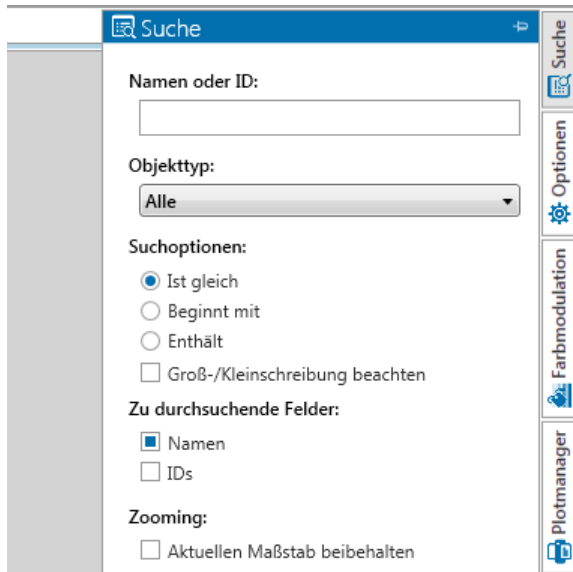 Suche
Namen oder ID:
Objekttyp:
Alle
Suchoptionen:
Ist gleich
Beginnt mit
Enthält
Groß-/Kleinschreibung beachten
Zu durchsuchende Felder:
Namen
IDs
Zooming:
Aktuellen Maßstab beibehalten
Suche
Optionen
Farbmodulation
Plotmanager